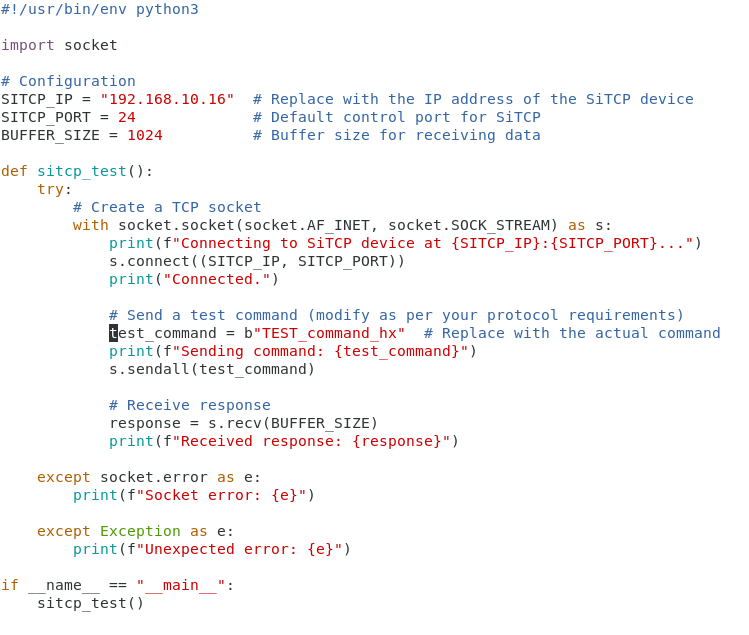 #!/usr/bin/env python3

import socket

# Configuration
SITCP_IP = "192.168.10.16"  # Replace with the IP address of the SiTCP device
SITCP_PORT = 24             # Default control port for SiTCP
BUFFER_SIZE = 1024          # Buffer size for receiving data

def sitcp_test():
    try:
        # Create a TCP socket
        with socket.socket(socket.AF_INET, socket.SOCK_STREAM) as s:
            print(f"Connecting to SiTCP device at {SITCP_IP}:{SITCP_PORT}...")
            s.connect((SITCP_IP, SITCP_PORT))
            print("Connected.")

            # Send a test command (modify as per your protocol requirements)
            test_command = b"TEST_command_hx"  # Replace with the actual command
            print(f"Sending command: {test_command}")
            s.sendall(test_command)

            # Receive response
            response = s.recv(BUFFER_SIZE)
            print(f"Received response: {response}")

    except socket.error as e:
        print(f"Socket error: {e}")

    except Exception as e:
        print(f"Unexpected error: {e}")

if __name__ == "__main__":
    sitcp_test()